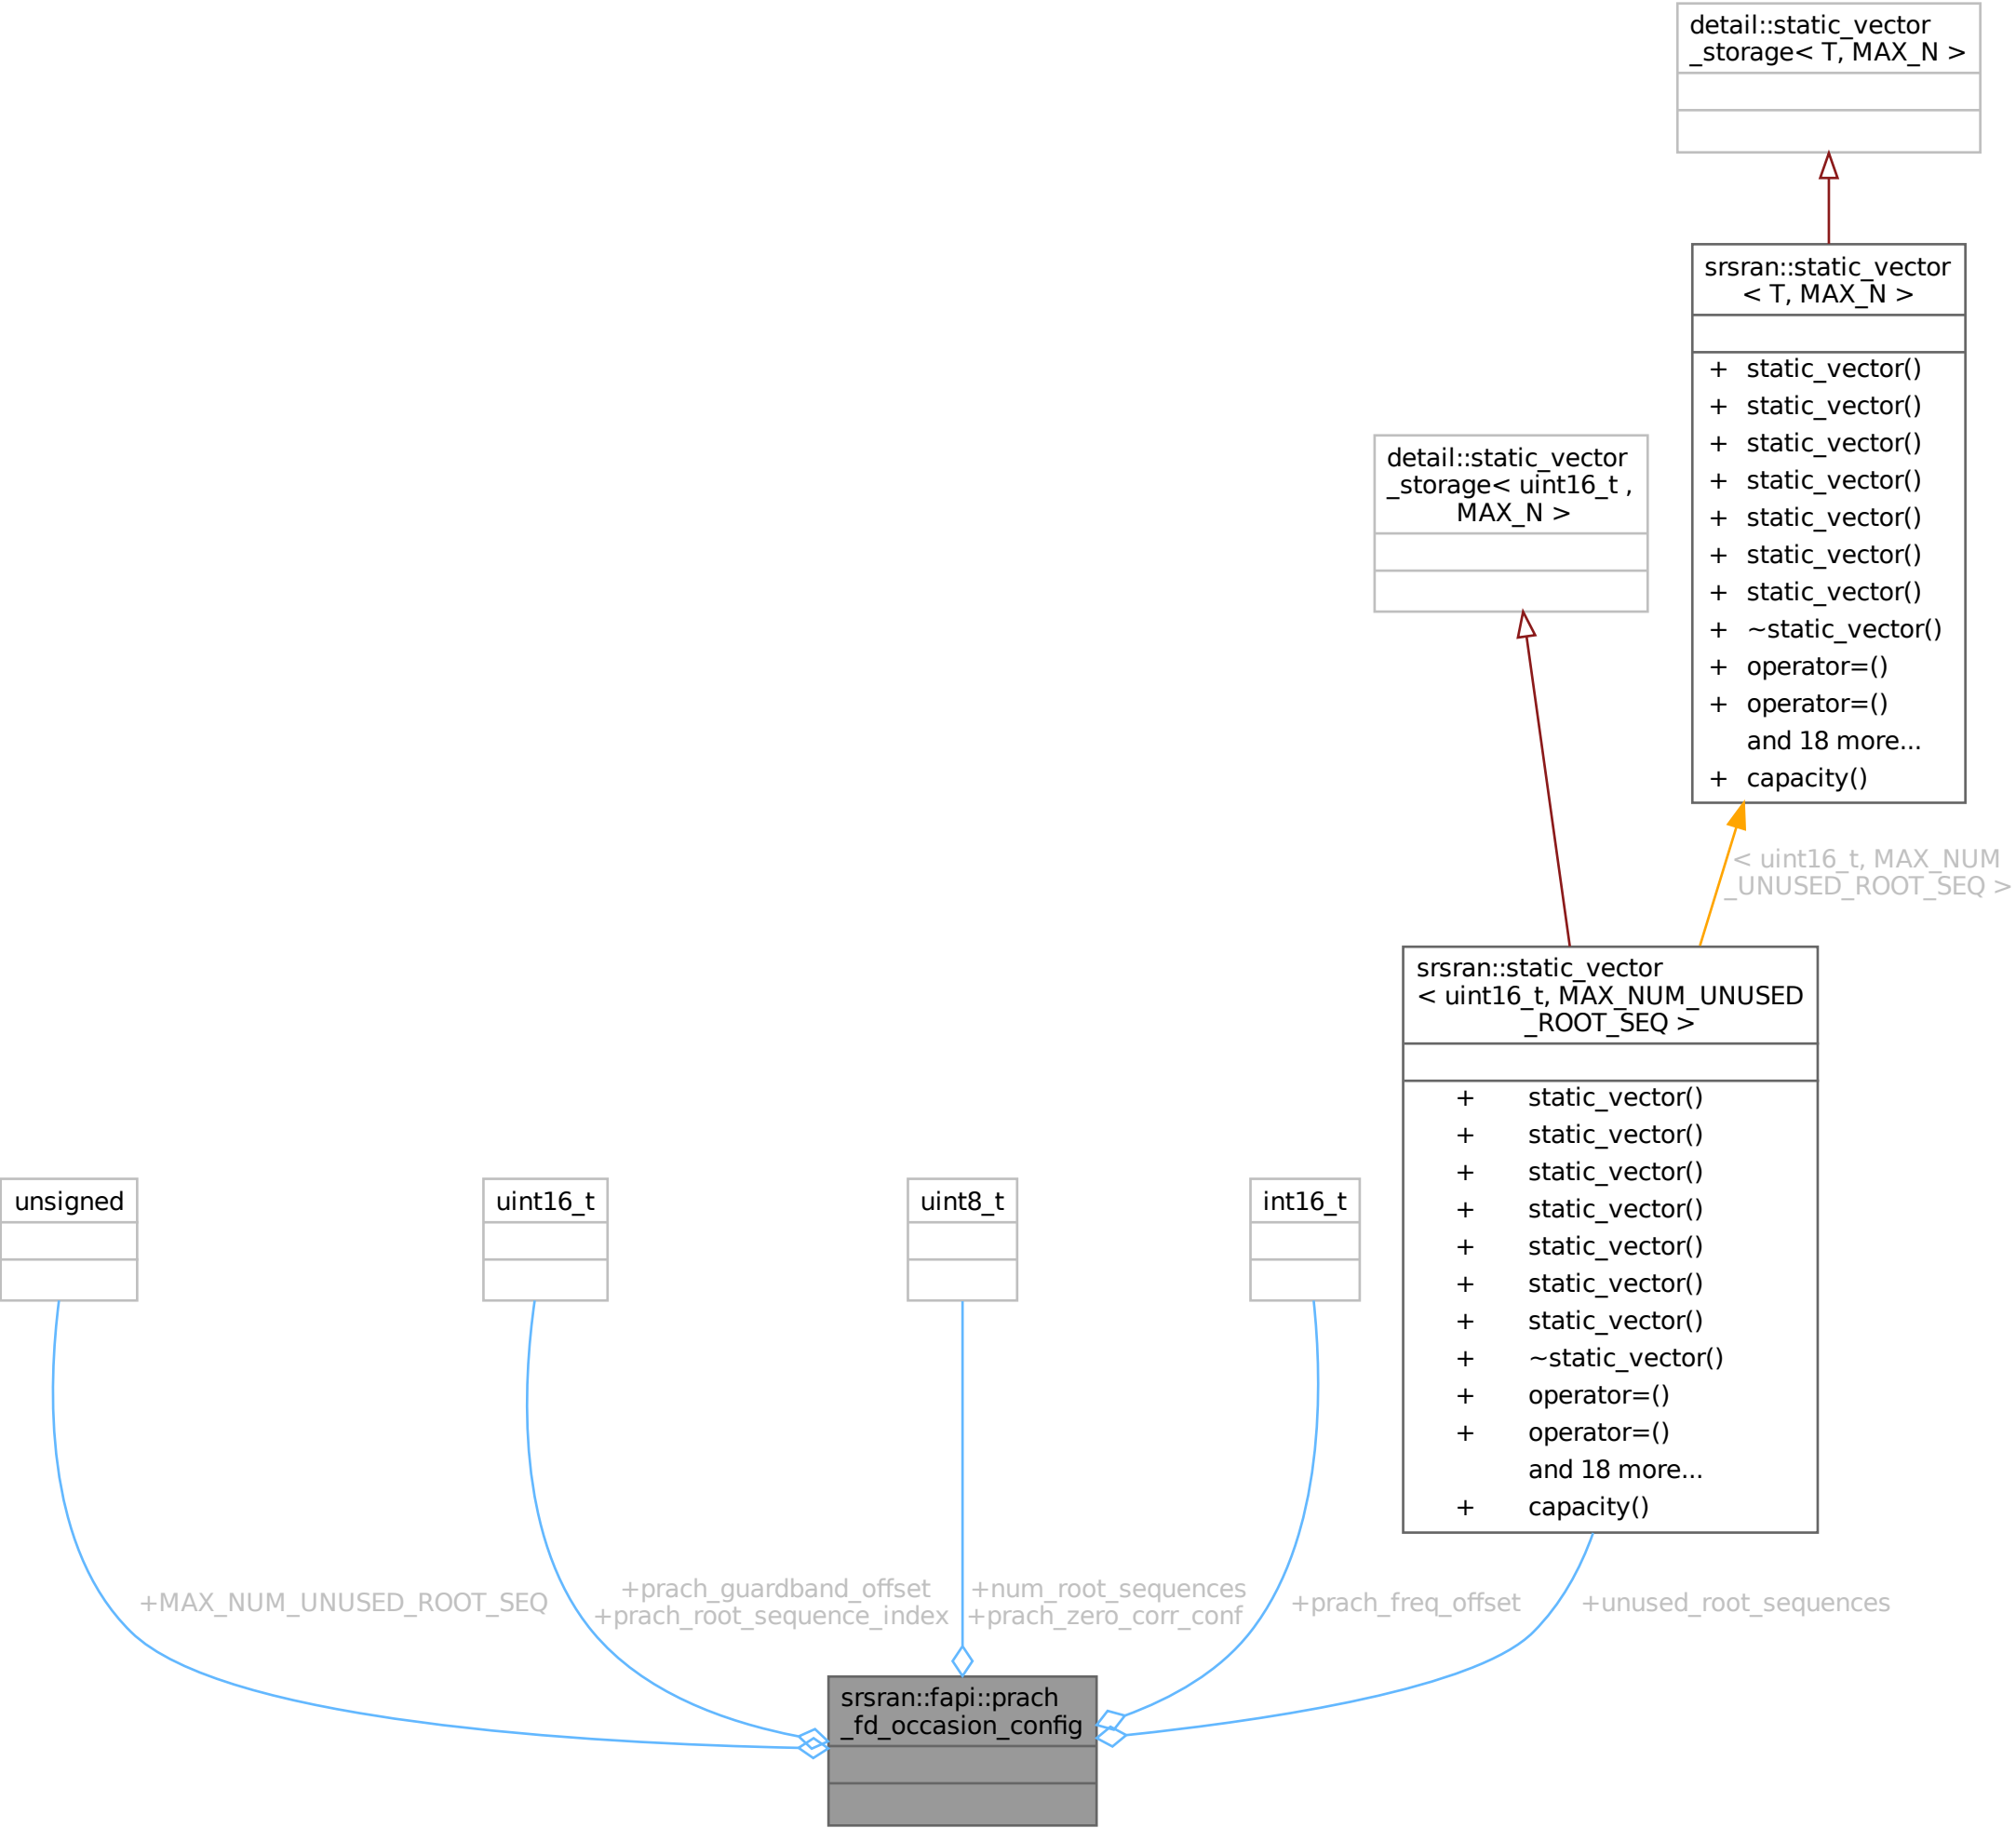 detail::static_vector
_storage< T, MAX_N >
srsran::static_vector
< T, MAX_N >
+ static_vector()
+ static_vector()
+ static_vector()
+ static_vector()
+ static_vector()
+ static_vector()
+ static_vector()
+ ~static_vector()
+ operator=()
+ operator=()
and 18 more...
+ capacity()
detail::static_vector
_storage< uint16_t ,
MAX_N >
< uint16_t, MAX_NUM
_UNUSED_ROOT_SEQ >
srsran::static_vector
< uint16_t, MAX_NUM_UNUSED
_ROOT_SEQ >
+ static_vector()
+ static_vector()
+ static_vector()
+ static_vector()
+ static_vector()
+ static_vector()
+ static_vector()
+ ~static_vector()
+ operator=()
+ operator=()
and 18 more...
+ capacity()
unsigned
uint16_t
uint8_t
int16_t
+MAX_NUM_UNUSED_ROOT_SEQ
+prach_guardband_offset
+prach_root_sequence_index
+num_root_sequences
+prach_zero_corr_conf
+prach_freq_offset
+unused_root_sequences
srsran::fapi::prach
_fd_occasion_config